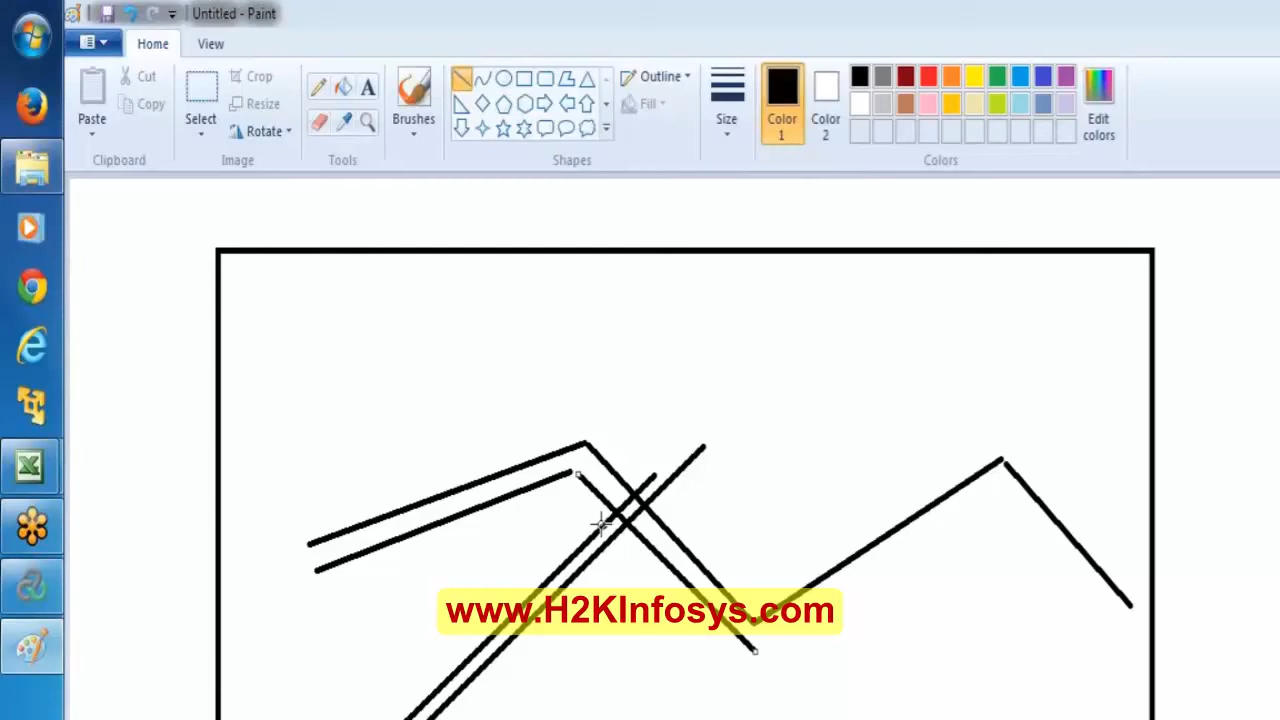 Untitled - Paint
Home View
Paste
Cut
Copy
Clipboard
Select
Crop
Resize
Rotate
Image
A
Tools
Brushes
Outline
Fill
Shapes
Size
Color
1
Color
2
Edit
colors
Colors
www.H2KInfosys.com